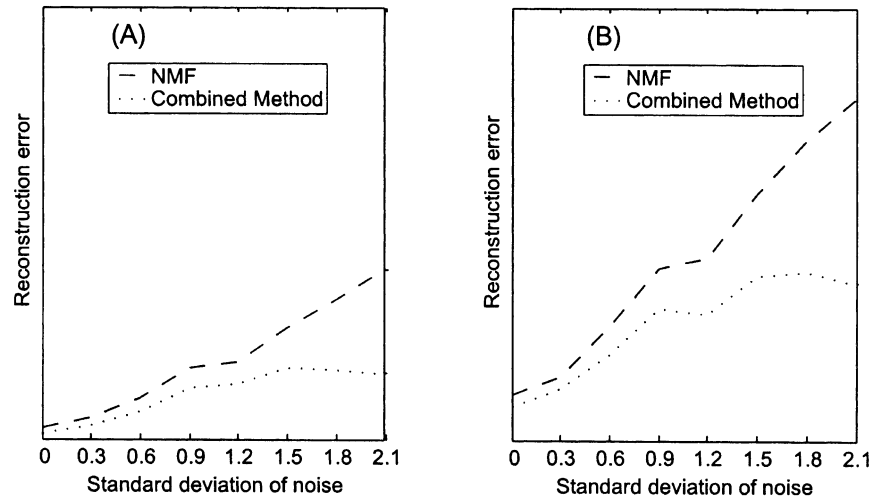 (A)
NMF
Combined Method
Reconstruction error
0 0.3 0.6 0.9 1.2 1.5 1.8 2.1
Standard deviation of noise
(B)
NMF
Combined Method
Reconstruction error
0 0.3 0.6 0.9 1.2 1.5 1.8 2.1
Standard deviation of noise